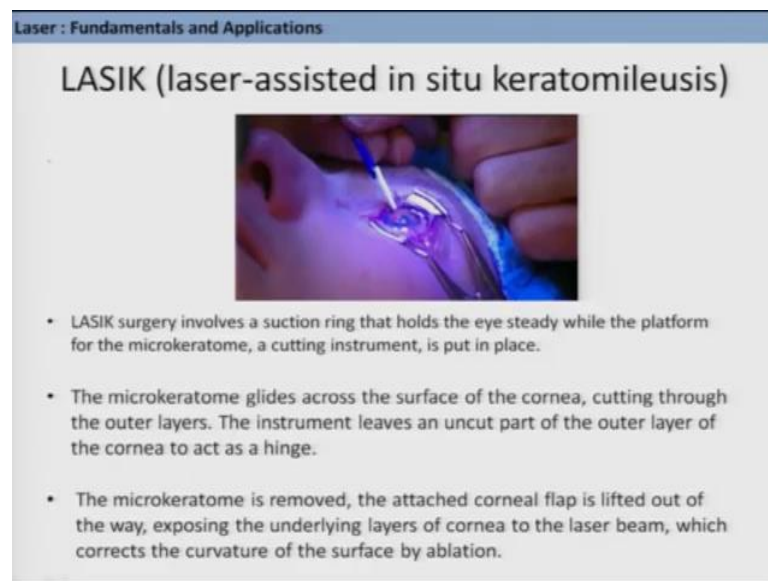 Laser : Fundamentals and Applications
LASIK (laser-assisted in situ keratomileusis)
• LASIK surgery involves a suction ring that holds the eye steady while the platform
for the microkeratome, a cutting instrument, is put in place.
• The microkeratome glides across the surface of the cornea, cutting through
the outer layers. The instrument leaves an uncut part of the outer layer of
the cornea to act as a hinge.
• The microkeratome is removed, the attached corneal flap is lifted out of
the way, exposing the underlying layers of cornea to the laser beam, which
corrects the curvature of the surface by ablation.